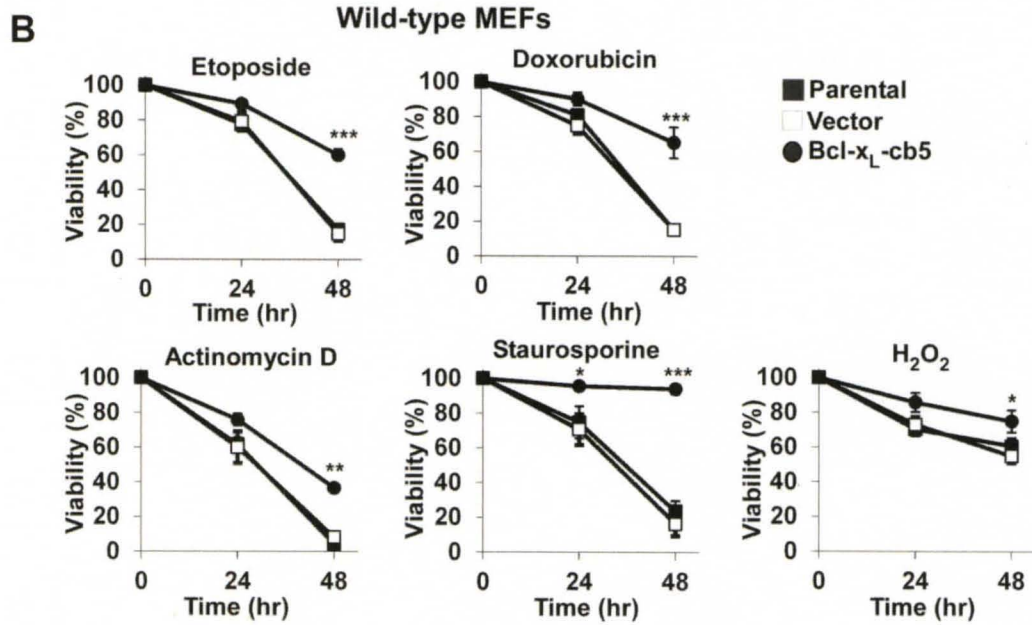 B
Wild-type MEFs
Etoposide
Viability (%)
100
80
60
40
20
0
***
0 24 48
Time (hr)
Doxorubicin
Viability (%)
100
80
60
40
20
0
***
0 24 48
Time (hr)
Parental
Vector
Bcl-xL-cb5
Actinomycin D
Viability (%)
100
80
60
40
20
0
**
0 24 48
Time (hr)
Staurosporine
Viability (%)
100
80
60
40
20
0
* ***
0 24 48
Time (hr)
H2O2
Viability (%)
100
80
60
40
20
0
*
0 24 48
Time (hr)